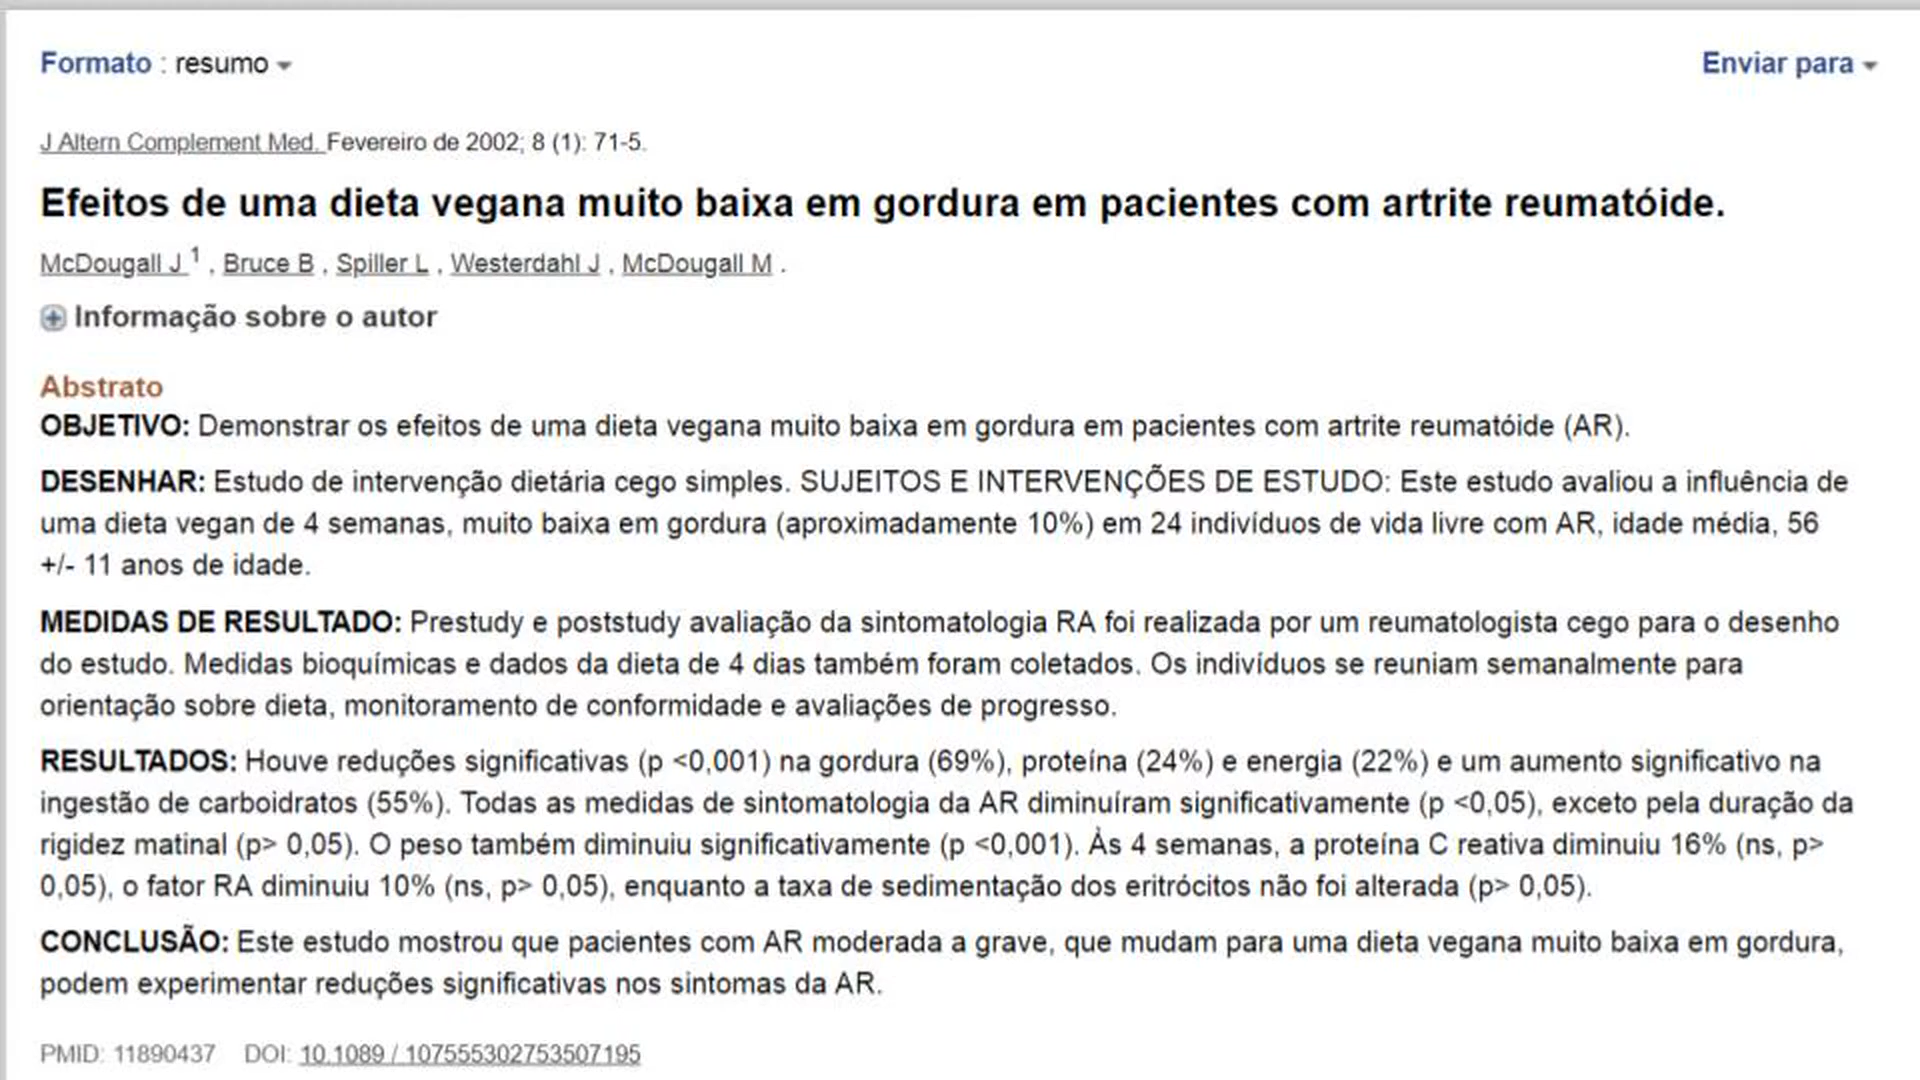 Formato : resumo
Enviar para
J Altern Complement Med. Fevereiro de 2002; 8 (1): 71-5.
Efeitos de uma dieta vegana muito baixa em gordura em pacientes com artrite reumatóide.
McDougall J 1 , Bruce B , Spiller L , Westerdahl J , McDougall M .
Informação sobre o autor
Abstrato
OBJETIVO: Demonstrar os efeitos de uma dieta vegana muito baixa em gordura em pacientes com artrite reumatóide (AR).
DESENHAR: Estudo de intervenção dietária cego simples. SUJEITOS E INTERVENÇÕES DE ESTUDO: Este estudo avaliou a influência de
uma dieta vegan de 4 semanas, muito baixa em gordura (aproximadamente 10%) em 24 indivíduos de vida livre com AR, idade média, 56
+/- 11 anos de idade.
MEDIDAS DE RESULTADO: Prestudy e poststudy avaliação da sintomatologia RA foi realizada por um reumatologista cego para o desenho
do estudo. Medidas bioquímicas e dados da dieta de 4 dias também foram coletados. Os indivíduos se reuniam semanalmente para
orientação sobre dieta, monitoramento de conformidade e avaliações de progresso.
RESULTADOS: Houve reduções significativas (p <0,001) na gordura (69%), proteína (24%) e energia (22%) e um aumento significativo na
ingestão de carboidratos (55%). Todas as medidas de sintomatologia da AR diminuíram significativamente (p <0,05), exceto pela duração da
rigidez matinal (p> 0,05). O peso também diminuiu significativamente (p <0,001). Às 4 semanas, a proteína C reativa diminuiu 16% (ns, p>
0,05), o fator RA diminuiu 10% (ns, p> 0,05), enquanto a taxa de sedimentação dos eritrócitos não foi alterada (p> 0,05).
CONCLUSÃO: Este estudo mostrou que pacientes com AR moderada a grave, que mudam para uma dieta vegana muito baixa em gordura,
podem experimentar reduções significativas nos sintomas da AR.
PMID: 11890437 DOI: 10.1089 / 107555302753507195